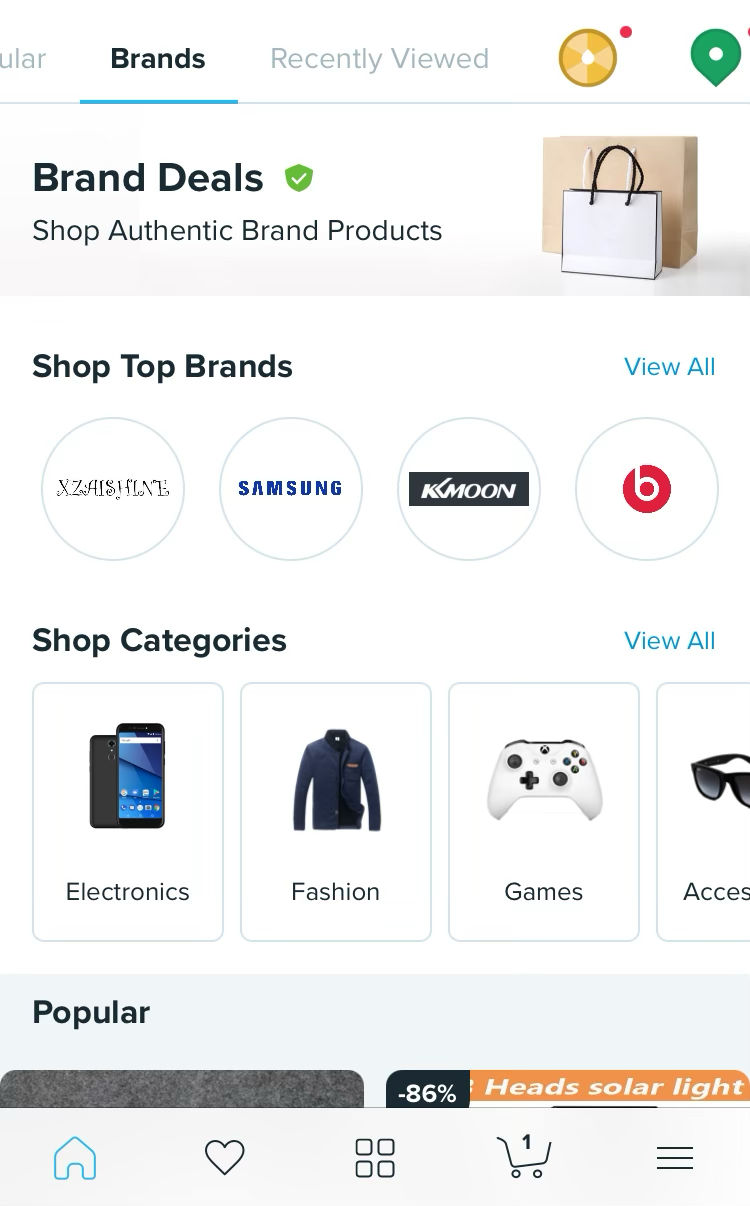 ular Brands Recently Viewed
Brand Deals
Shop Authentic Brand Products
Shop Top Brands View All
XZAISHINE SAMSUNG KKMOON b
Shop Categories View All
Electronics Fashion Games Acces
Popular
-86% Heads solar light
1